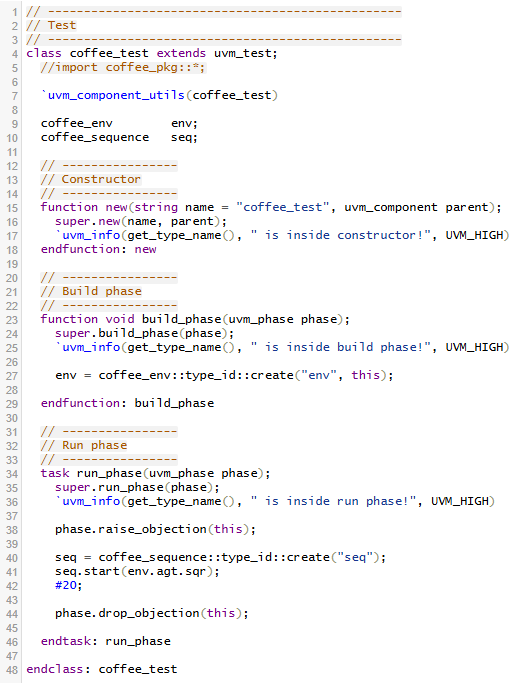 1 // -------------------------------------------------
2 // Test
3 // -------------------------------------------------
4 class coffee_test extends uvm_test;
5   //import coffee_pkg::*;
6
7   `uvm_component_utils(coffee_test)
8
9   coffee_env        env;
10   coffee_sequence   seq;
11
12   // ----------------
13   // Constructor
14   // ----------------
15   function new(string name = "coffee_test", uvm_component parent);
16     super.new(name, parent);
17     `uvm_info(get_type_name(), " is inside constructor!", UVM_HIGH)
18   endfunction: new
19
20   // ----------------
21   // Build phase
22   // ----------------
23   function void build_phase(uvm_phase phase);
24     super.build_phase(phase);
25     `uvm_info(get_type_name(), " is inside build phase!", UVM_HIGH)
26
27     env = coffee_env::type_id::create("env", this);
28
29   endfunction: build_phase
30
31   // ----------------
32   // Run phase
33   // ----------------
34   task run_phase(uvm_phase phase);
35     super.run_phase(phase);
36     `uvm_info(get_type_name(), " is inside run phase!", UVM_HIGH)
37
38     phase.raise_objection(this);
39
40     seq = coffee_sequence::type_id::create("seq");
41     seq.start(env.agt.sqr);
42     #20;
43
44     phase.drop_objection(this);
45
46   endtask: run_phase
47
48 endclass: coffee_test